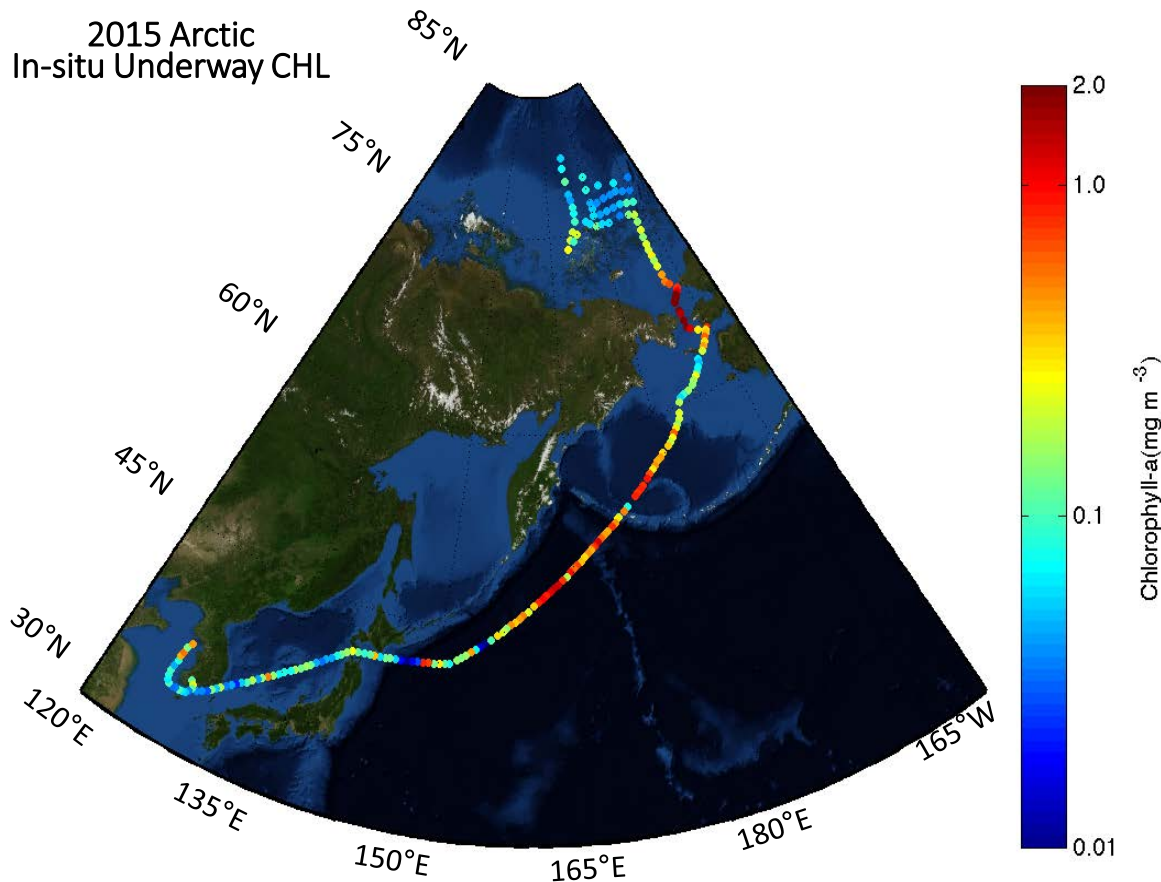 2015 Arctic
In-situ Underway CHL
85°N
75°N
60°N
45°N
30°N
120°E
135°E
150°E
165°E
180°E
165°W
2.0
1.0
0.1
0.01
Chlorophyll-a(mg m -3)